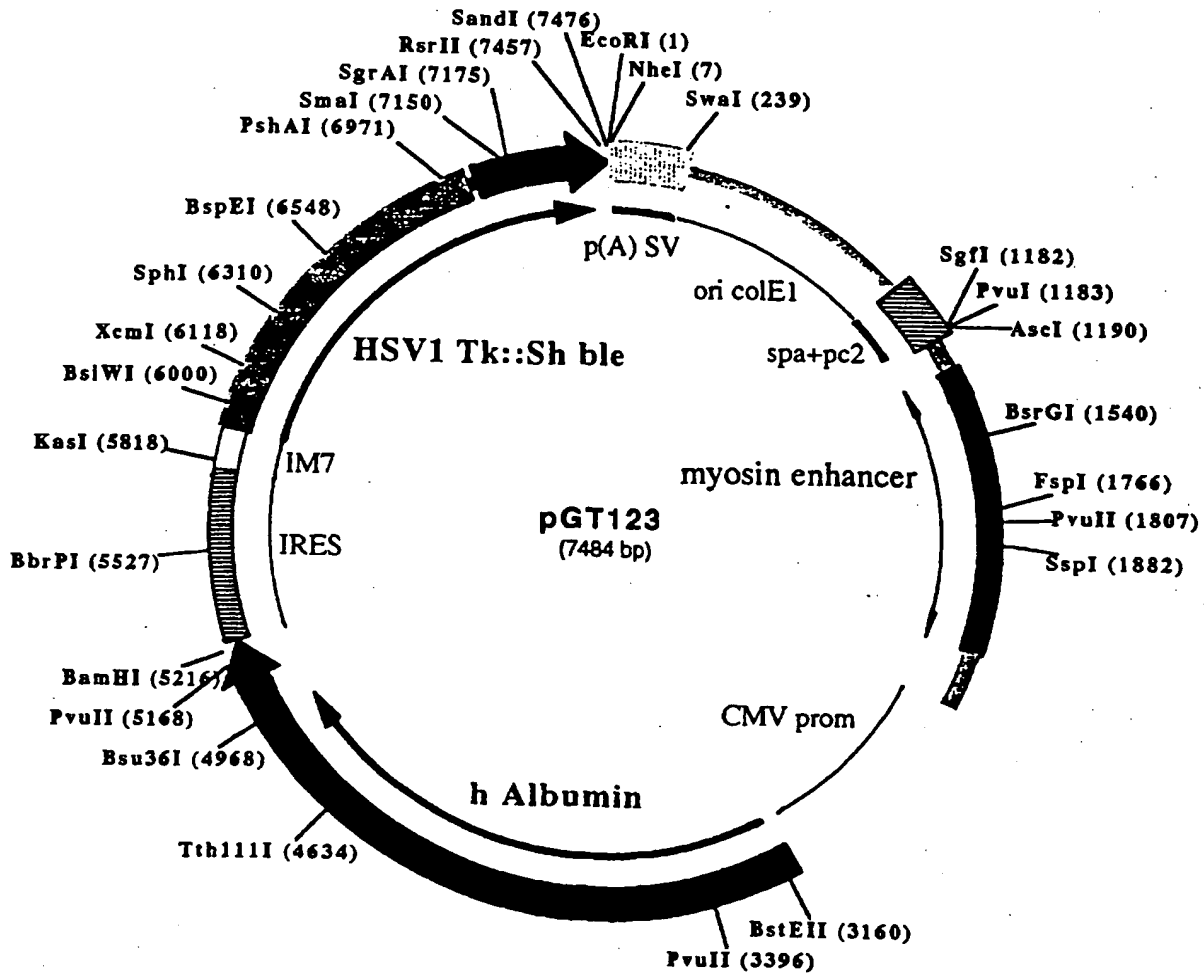 SandI (7476)
EcoRI (1)
RsrII (7457)
NheI (7)
SgrAI (7175)
SwaI (239)
SmaI (7150)
PshAI (6971)
BspEI (6548)
p(A) SV
SgfI (1182)
SphI (6310)
ori colE1
PvuI (1183)
XcmI (6118)
HSV1 Tk::Sh ble
spa+pc2
AscI (1190)
BsiWI (6000)
BsrGI (1540)
KasI (5818)
IM7
myosin enhancer
FspI (1766)
pGT123
PvuII (1807)
(7484 bp)
IRES
BbrPI (5527)
SspI (1882)
BamHI (5216)
PvuII (5168)
CMV prom
Bsu36I (4968)
h Albumin
Tth111I (4634)
BstEII (3160)
PvuII (3396)